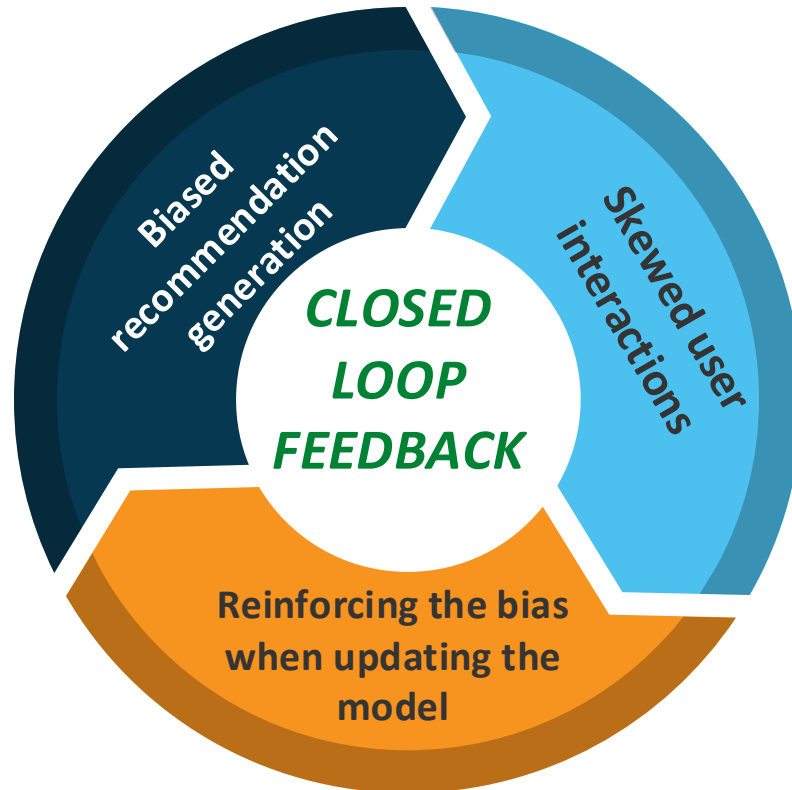 Biased
recommendation
generation
Skewed user
interactions
Reinforcing the bias
when updating the
model
CLOSED
LOOP
FEEDBACK